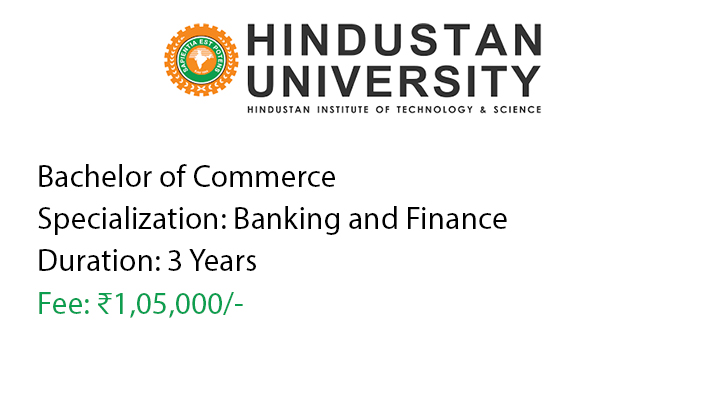 SAPIENTIA EST POTENS
HINDUSTAN
UNIVERSITY
HINDUSTAN INSTITUTE OF TECHNOLOGY & SCIENCE
Bachelor of Commerce
Specialization: Banking and Finance
Duration: 3 Years
Fee: ₹1,05,000/-